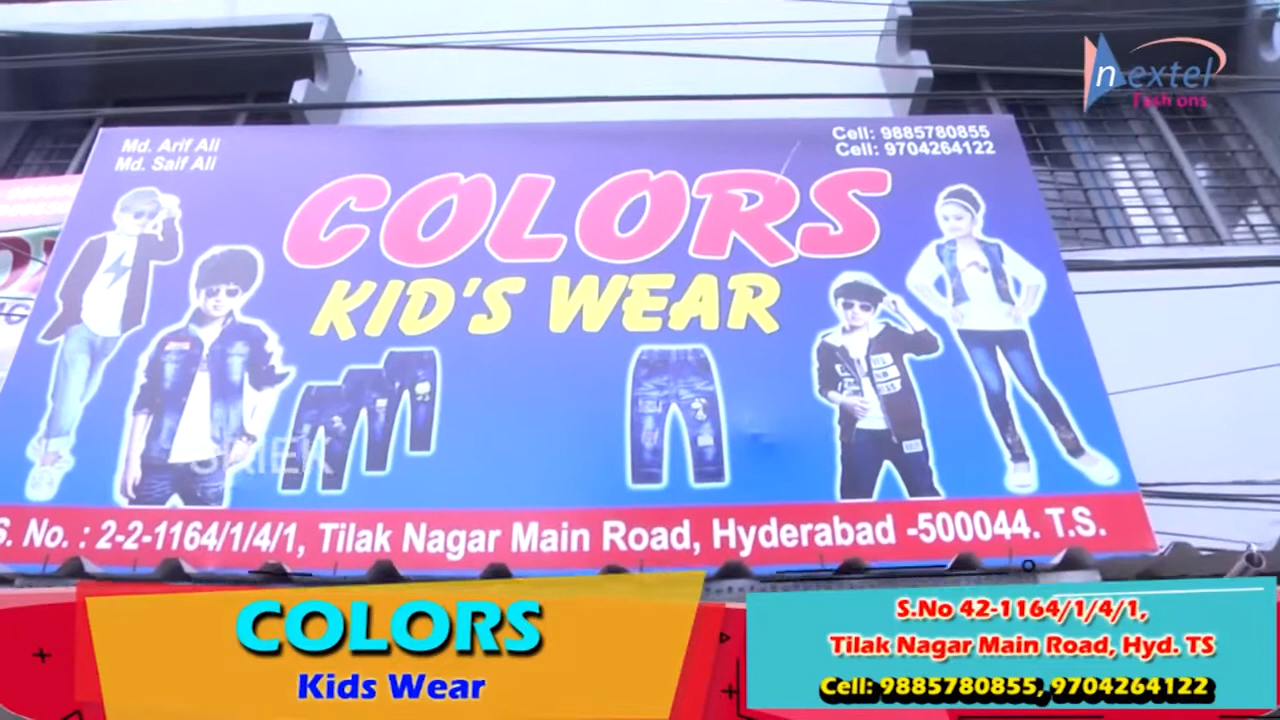 nextel
Fashions
Md. Arif Ali
Md. Saif Ali
Cell: 9885780855
Cell: 9704264122
COLORS
KID'S WEAR
S. No. : 2-2-1164/1/4/1, Tilak Nagar Main Road, Hyderabad -500044. T.S.
COLORS
Kids Wear
S.No 42-1164/1/4/1,
Tilak Nagar Main Road, Hyd. TS
Cell: 9885780855, 9704264122